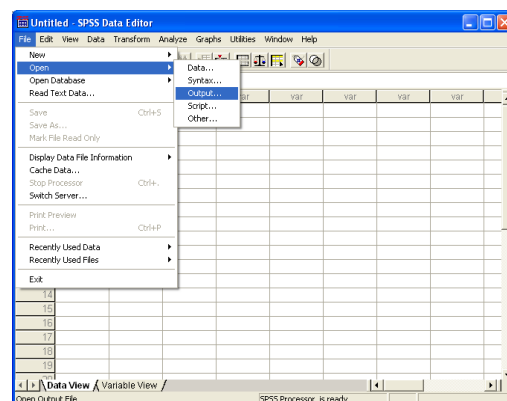 Untitled - SPSS Data Editor
File Edit View Data Transform Analyze Graphs Utilities Window Help
New
Open
Open Database
Read Text Data...
Save Ctrl+S
Save As...
Mark File Read Only
Display Data File Information
Cache Data...
Stop Processor Ctrl+.
Switch Server...
Print Preview
Print... Ctrl+P
Recently Used Data
Recently Used Files
Exit
Data...
Syntax...
Output...
Script...
Other...
var var var var
14
15
16
17
18
19
Data View Variable View
Open Output File SPSS Processor is ready